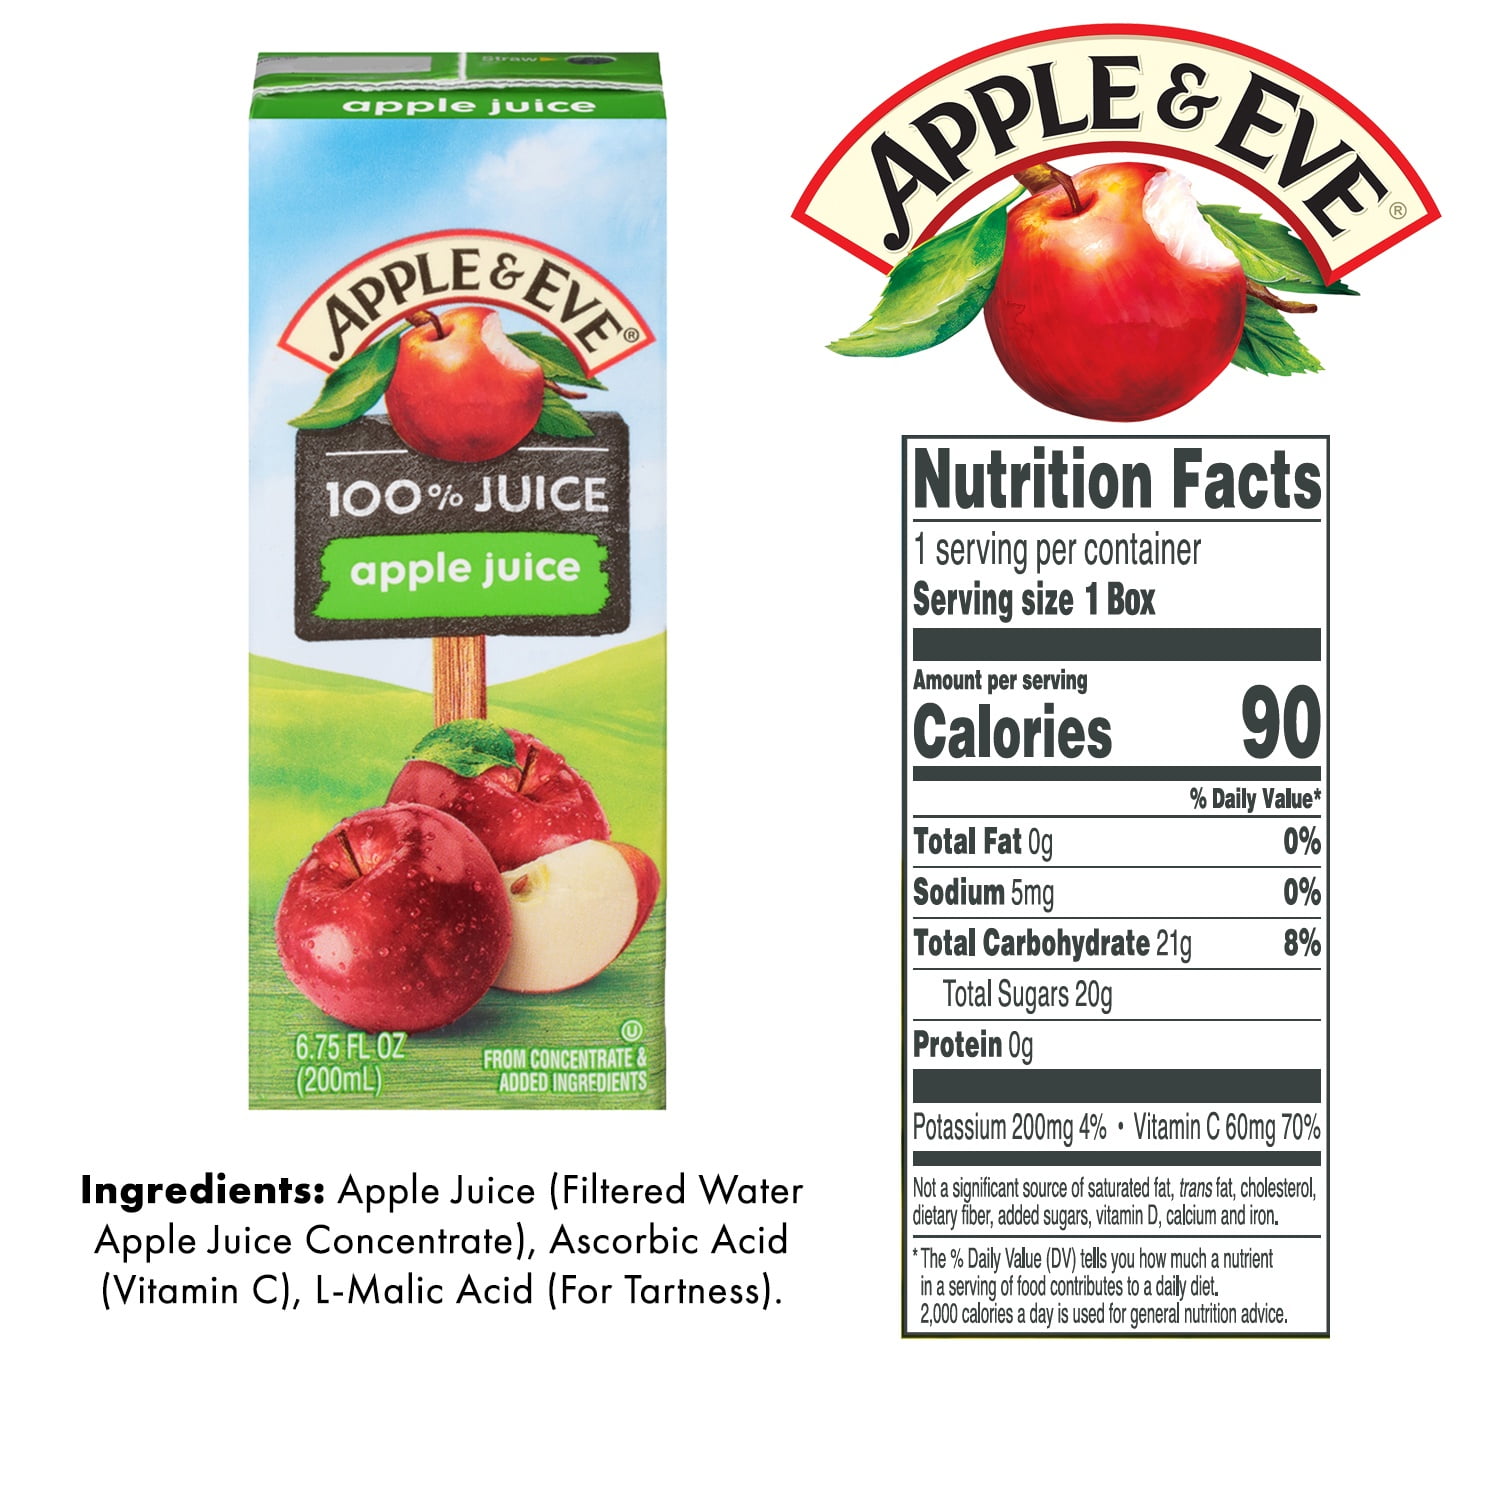 Straw
apple juice
APPLE & EVE®
100% JUICE
apple juice
6.75 FL OZ
(200mL)
U
FROM CONCENTRATE &
ADDED INGREDIENTS
Ingredients: Apple Juice (Filtered Water
Apple Juice Concentrate), Ascorbic Acid
(Vitamin C), L-Malic Acid (For Tartness).
APPLE & EVE®
Nutrition Facts
1 serving per container
Serving size 1 Box
Amount per serving
Calories 90
% Daily Value*
Total Fat 0g 0%
Sodium 5mg 0%
Total Carbohydrate 21g 8%
Total Sugars 20g
Protein 0g
Potassium 200mg 4% • Vitamin C 60mg 70%
Not a significant source of saturated fat, trans fat, cholesterol,
dietary fiber, added sugars, vitamin D, calcium and iron.
* The % Daily Value (DV) tells you how much a nutrient
in a serving of food contributes to a daily diet.
2,000 calories a day is used for general nutrition advice.